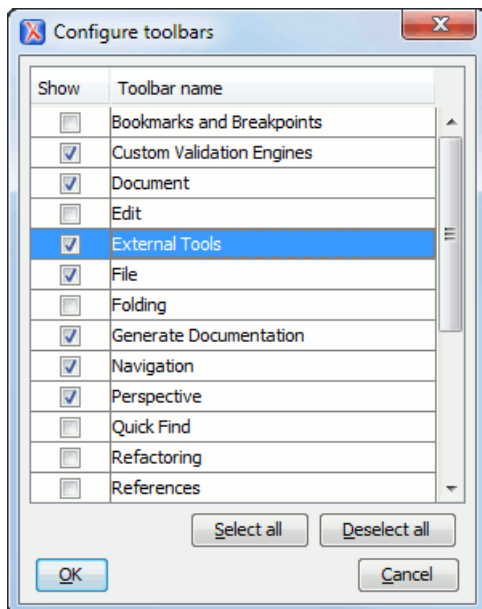 Configure toolbars
Show Toolbar name
Bookmarks and Breakpoints
Custom Validation Engines
Document
Edit
External Tools
File
Folding
Generate Documentation
Navigation
Perspective
Quick Find
Refactoring
References
Select all Deselect all
OK Cancel